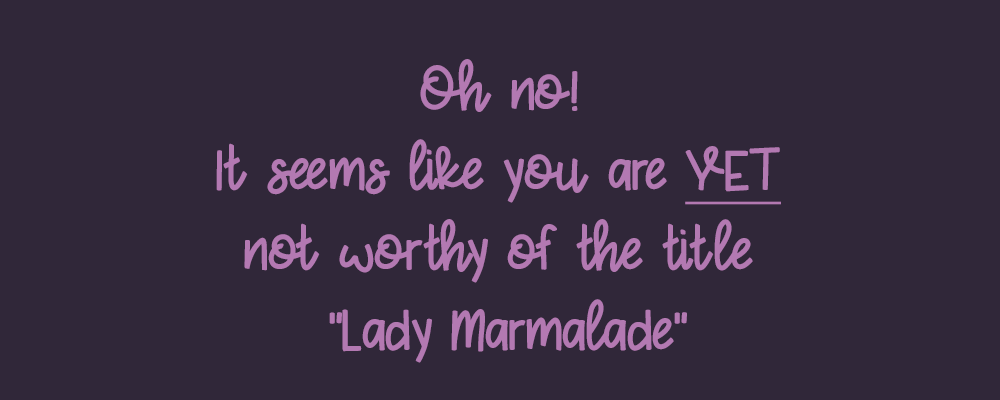 Oh no!
It seems like you are YET
not worthy of the title
"Lady Marmalade"